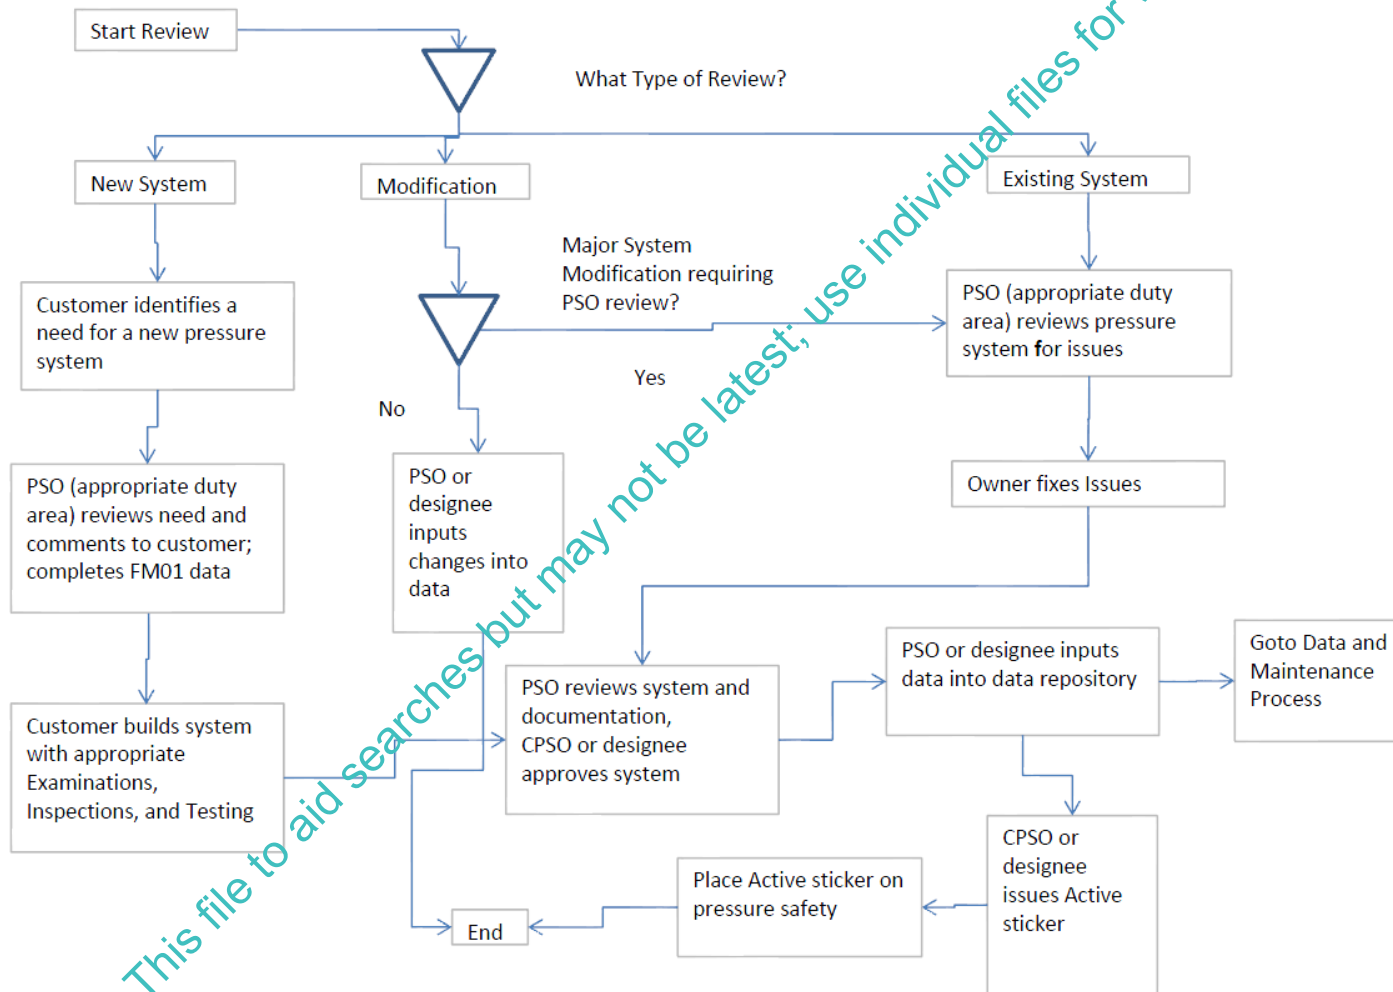 Start Review
What Type of Review?
New System
Modification
Existing System
Major System
Modification requiring
PSO review?
Customer identifies a
need for a new pressure
system
PSO (appropriate duty
area) reviews pressure
system for issues
Yes
No
PSO (appropriate duty
area) reviews need and
comments to customer;
completes FM01 data
PSO or
designee
inputs
changes into
data
Owner fixes Issues
Customer builds system
with appropriate
Examinations,
Inspections, and Testing
PSO reviews system and
documentation,
CPSO or designee
approves system
PSO or designee inputs
data into data repository
Goto Data and
Maintenance
Process
CPSO or
designee
issues Active
sticker
Place Active sticker on
pressure safety
End
This file to aid searches but may not be latest; use individual files for